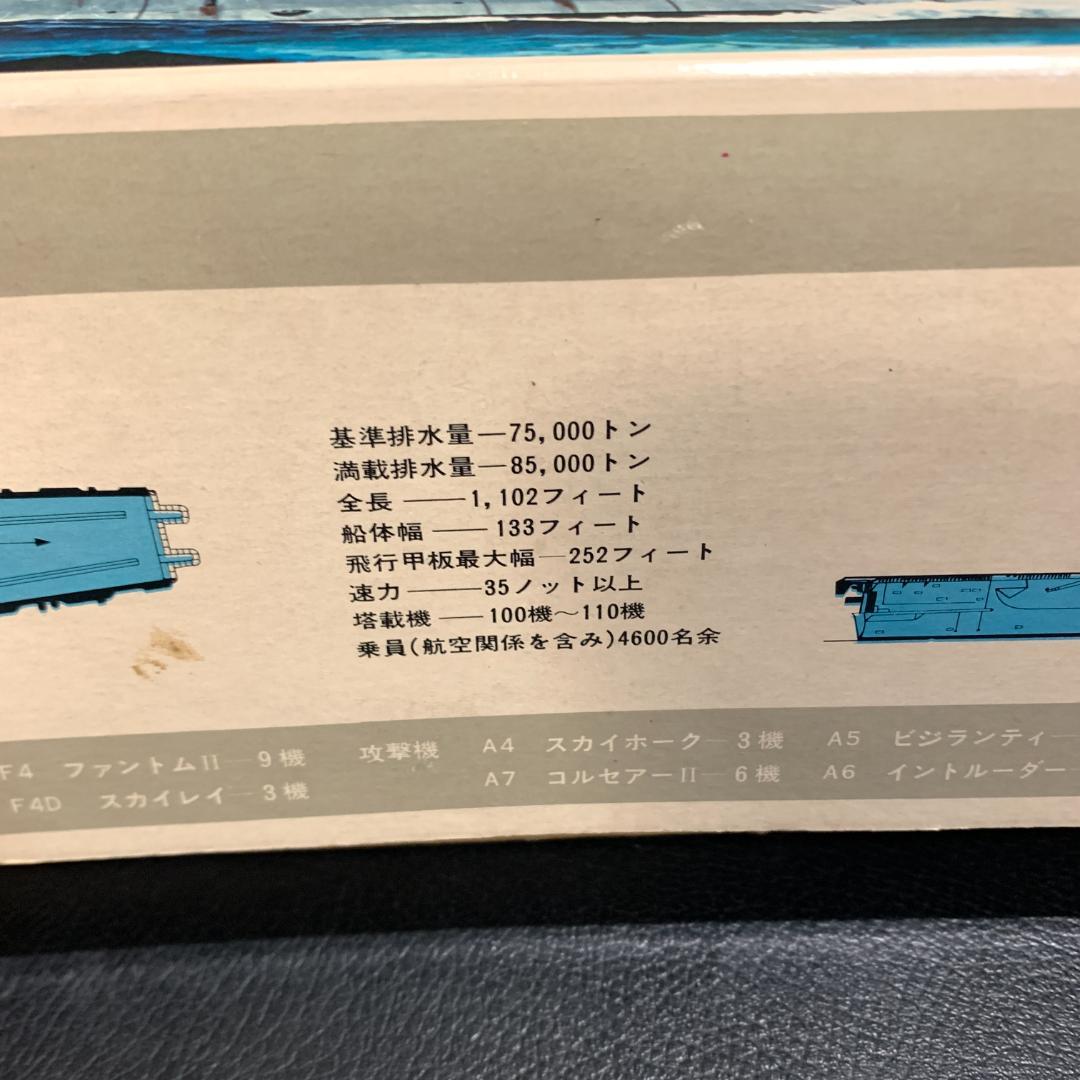 基準排水量―75,000トン
満載排水量―85,000トン
全長――1,102フィート
船体幅――133フィート
飛行甲板最大幅―252フィート
速力―――35ノット以上
塔載機――100機～110機
乗員(航空関係を含み)4600名余
F4 ファントムII―9機 攻撃機 A4 スカイホーク―3機 A5 ビジランティ―
F4D スカイレイ―3機 A7 コルセアーII―6機 A6 イントルーダー―